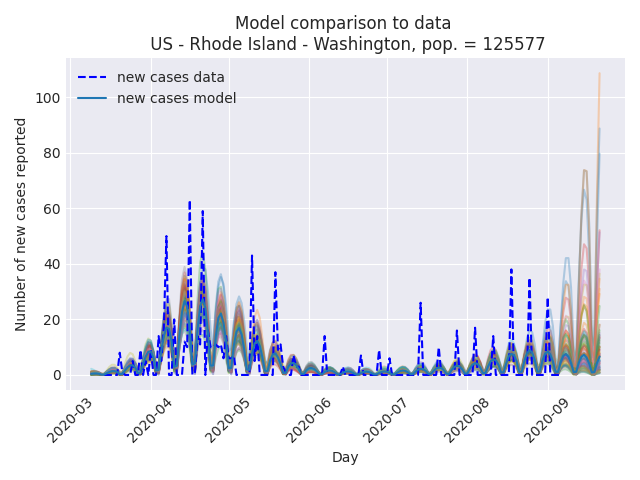 Model comparison to data
US - Rhode Island - Washington, pop. = 125577
new cases data
new cases model
Number of new cases reported
100
80
60
40
20
0
2020-03
2020-04
2020-05
2020-06
2020-07
2020-08
2020-09
Day